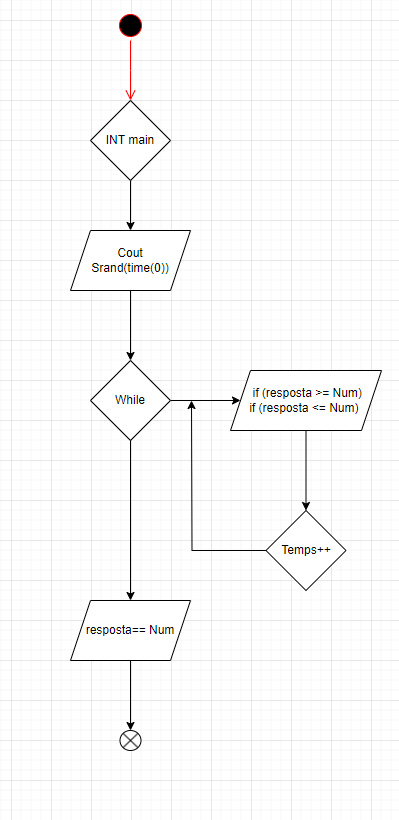 INT main
Cout
Srand(time(0))
While
if (resposta >= Num)
if (resposta <= Num)
Temps++
resposta== Num